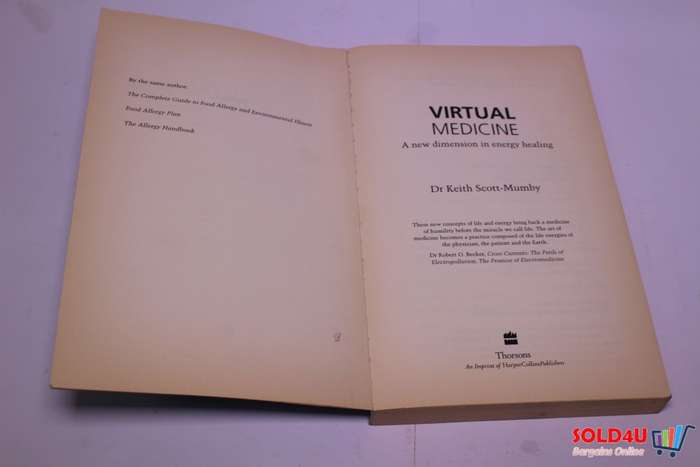 By the same author:
The Complete Guide to Food Allergy and Environmental Illness
Food Allergy Plan
The Allergy Handbook
VIRTUAL
MEDICINE
A new dimension in energy healing
Dr Keith Scott-Mumby
These new concepts of life and energy bring back a medicine
of humility before the miracle we call life. The art of
medicine becomes a practice composed of the life energies of
the physician, the patient and the Earth.
Dr Robert O. Becker, Cross Currents: The Perils of
Electropollution, The Promise of Electromedicine
Thorsons
An Imprint of HarperCollinsPublishers
SOLD4U
Bargains Online